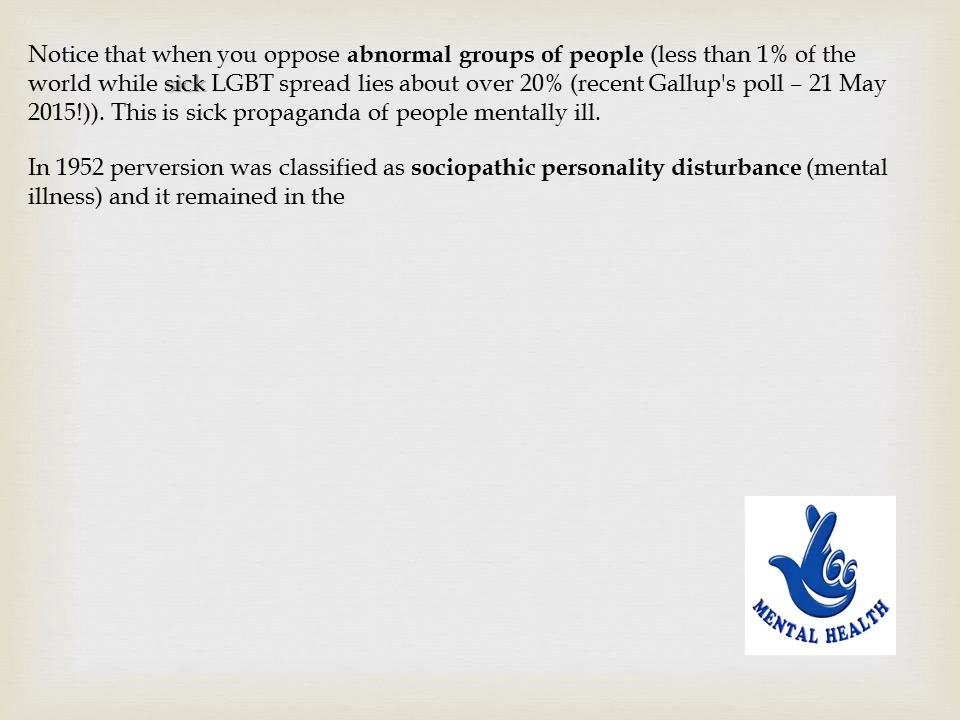 Notice that when you oppose abnormal groups of people (less than 1% of the
world while sick LGBT spread lies about over 20% (recent Gallup's poll – 21 May
2015!)). This is sick propaganda of people mentally ill.
In 1952 perversion was classified as sociopathic personality disturbance (mental
illness) and it remained in the
MENTAL HEALTH